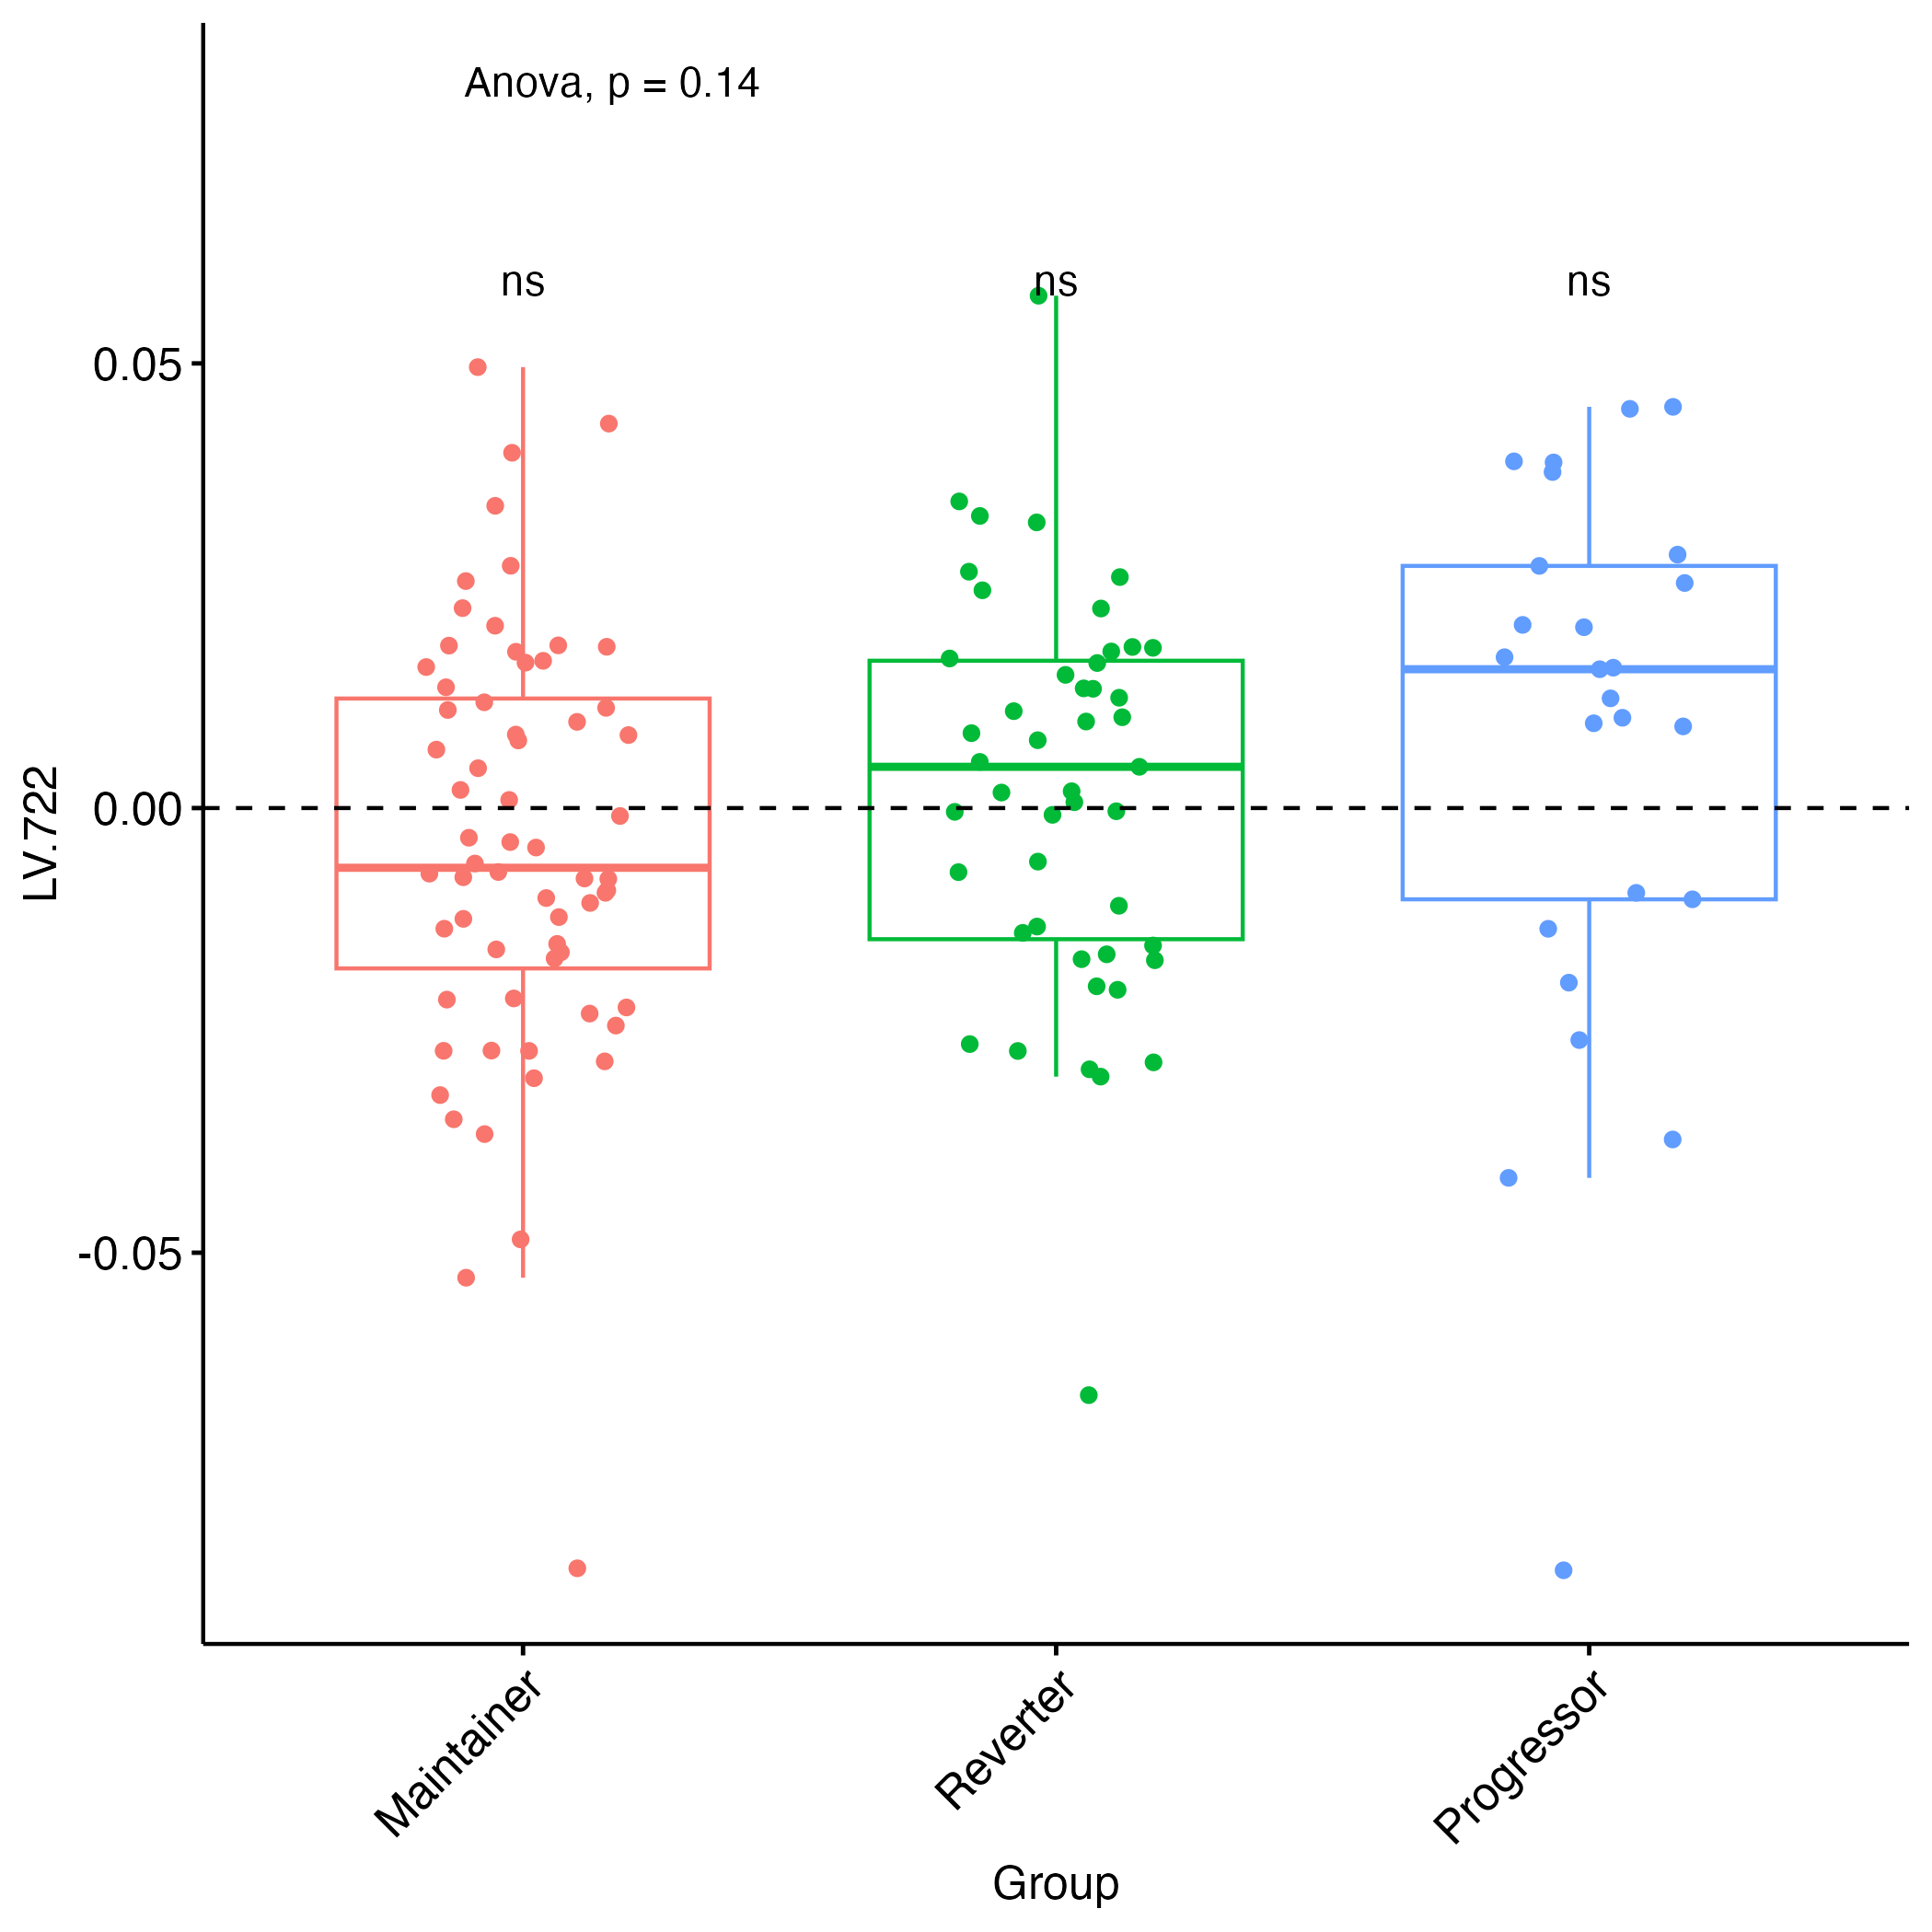 Anova, p = 0.14
ns ns ns
0.05
0.00
-0.05
LV.722
Maintainer Reverter Progressor
Group